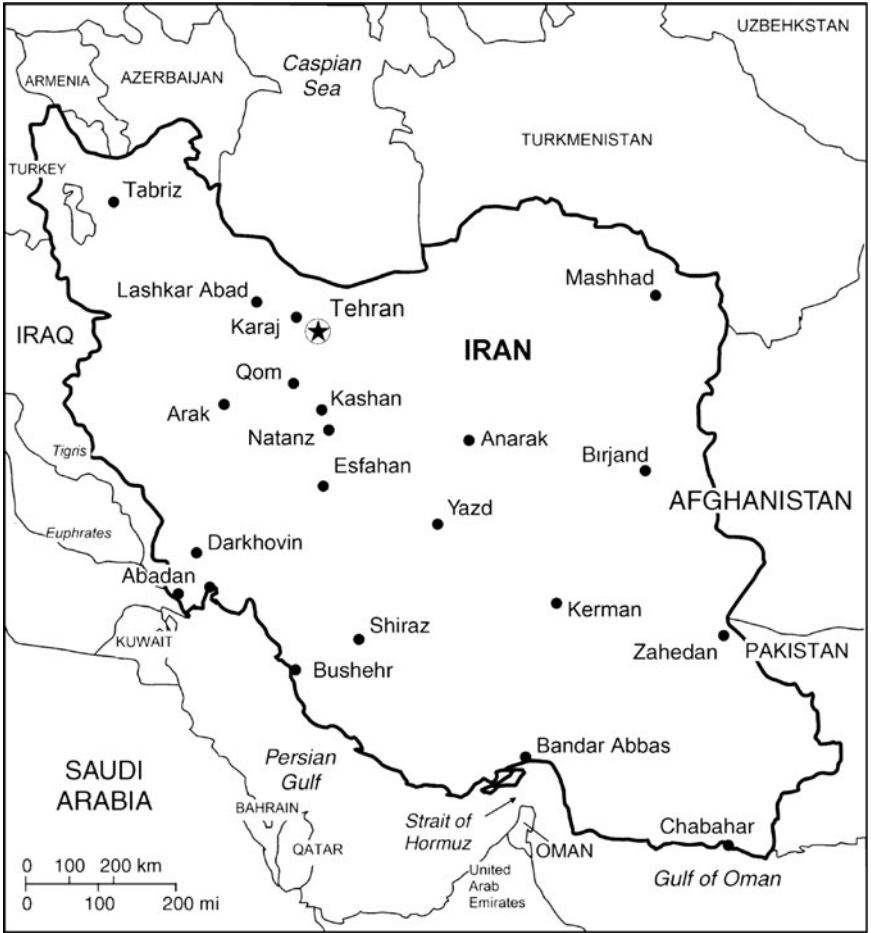 UZBEHKSTAN
Caspian
Sea
ARMENIA
AZERBAIJAN
TURKMENISTAN
TURKEY
Tabriz
Mashhad
Lashkar Abad
Tehran
Karaj
IRAQ
IRAN
Qom
Kashan
Arak
Natanz
Anarak
Tigris
Bırjand
Esfahan
AFGHANISTAN
Yazd
Euphrates
Darkhovin
Abadan
Kerman
Shiraz
KUWAIT
Zahedan
PAKISTAN
Bushehr
Bandar Abbas
Persian
Gulf
SAUDI
ARABIA
BAHRAIN
Strait of
Hormuz
Chabahar
QATAR
OMAN
0 100 200 km
0 100 200 mi
United
Arab
Emirates
Gulf of Oman